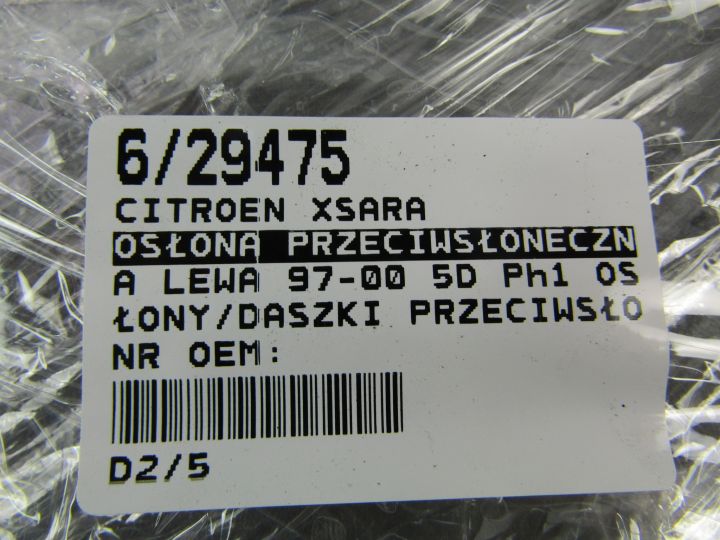 6/29475
CITROEN XSARA
OSŁONA PRZECIWSŁONECZN
A LEWA 97-00 5D Ph1 OS
ŁONY/DASZKI PRZECIWSŁO
NR OEM:
D2/5